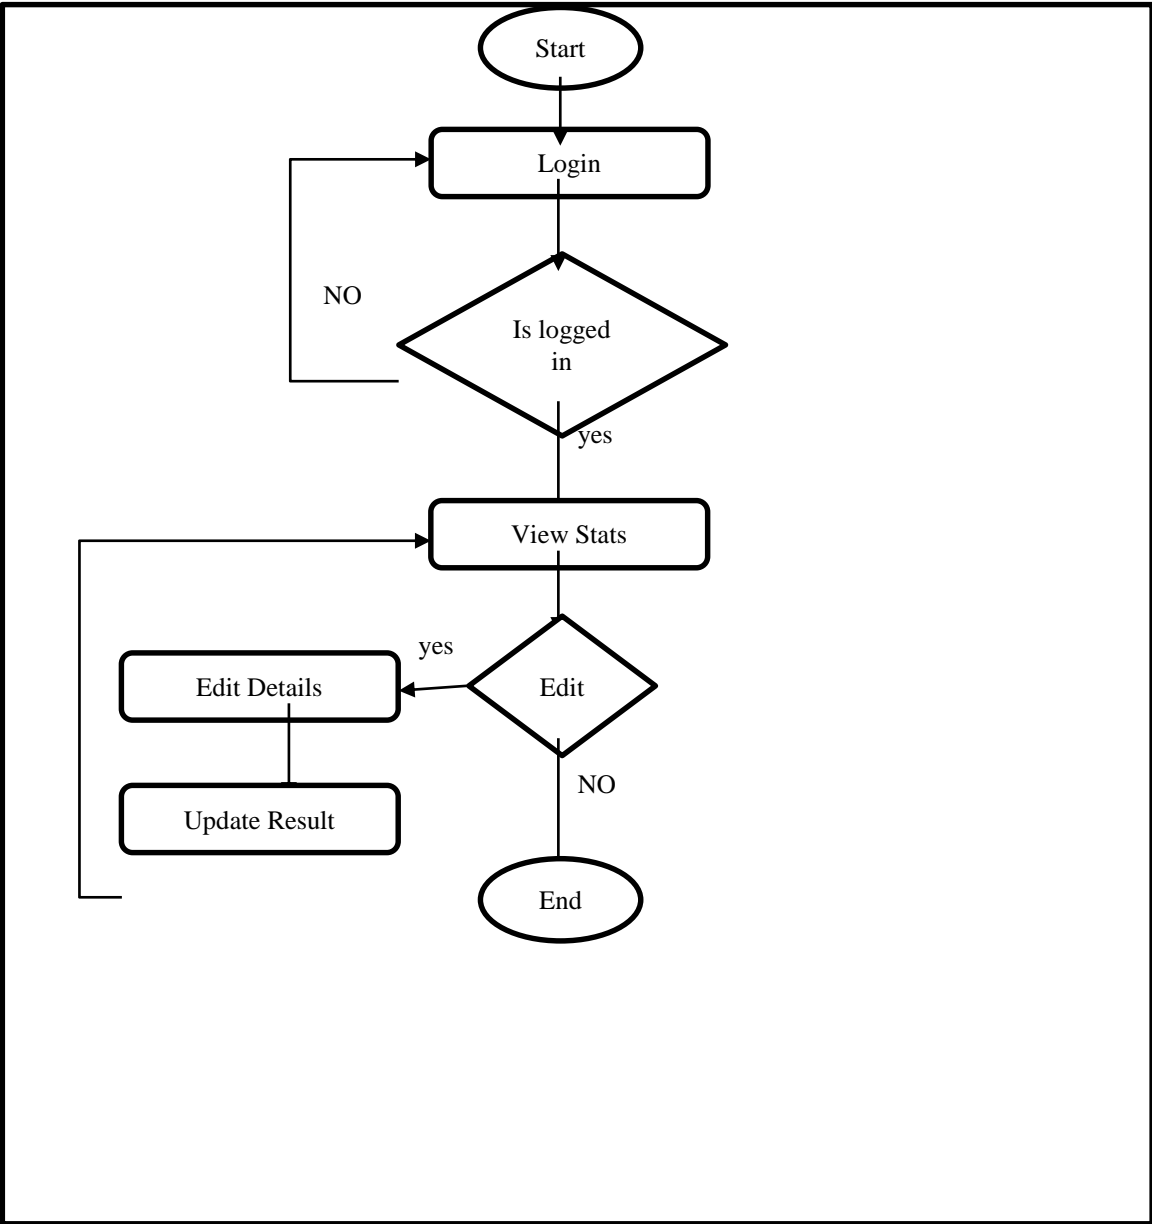 Start
Login
NO
Is logged
in
yes
View Stats
yes
Edit Details
Edit
NO
Update Result
End